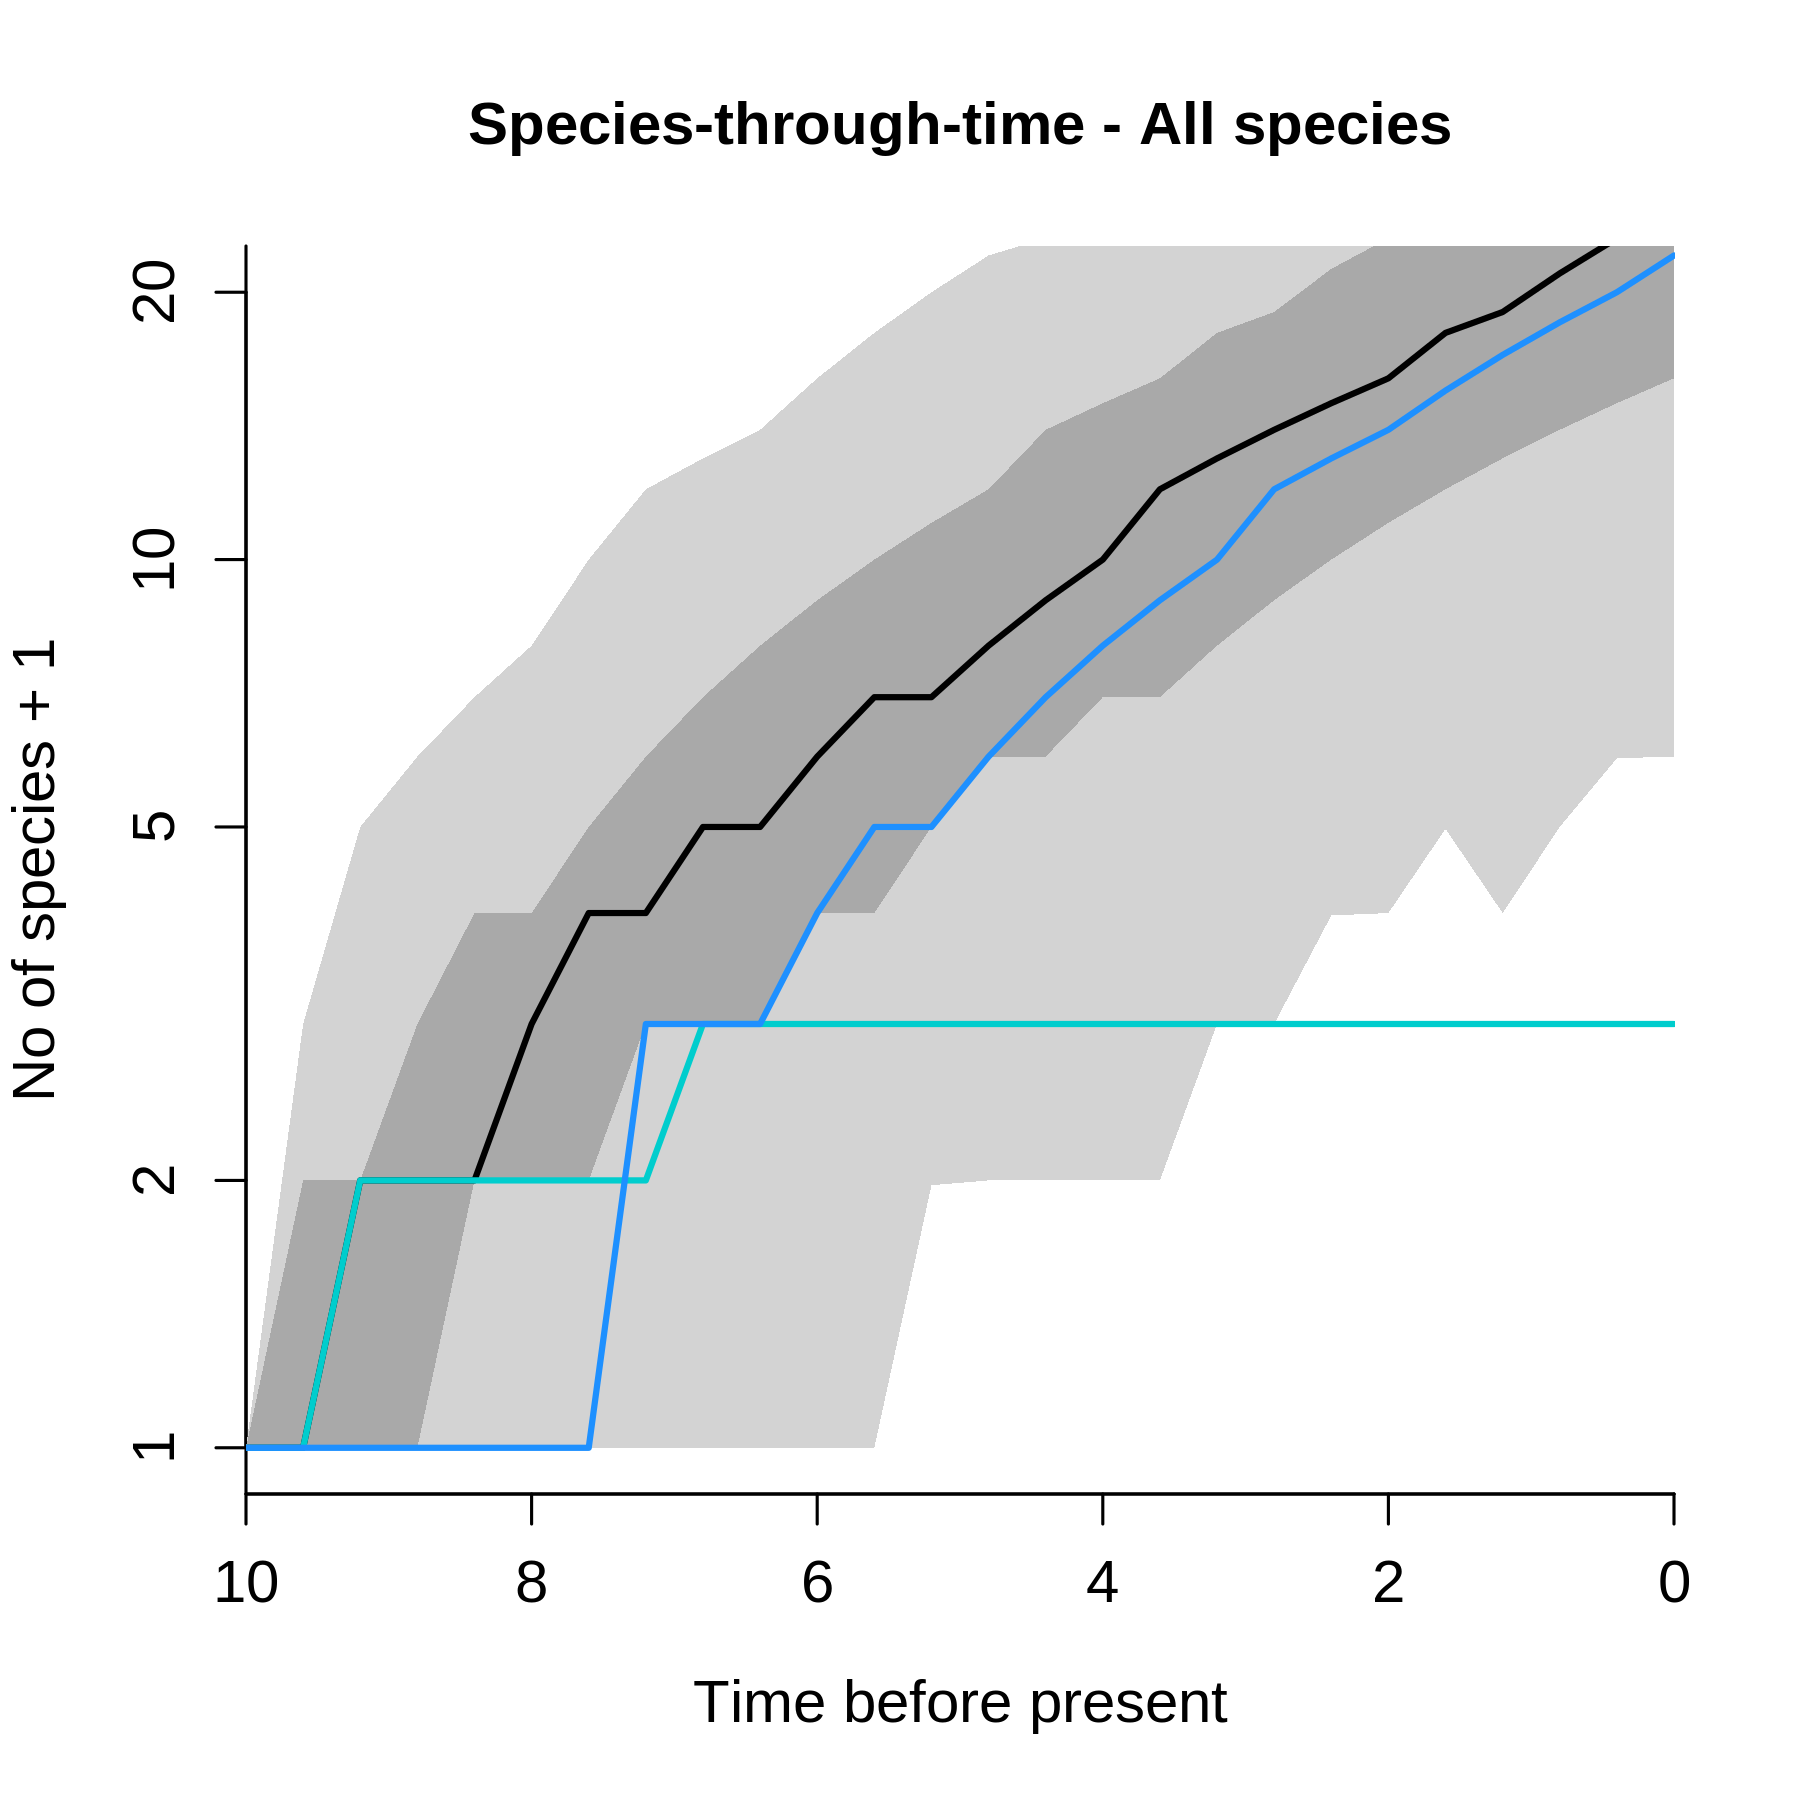 Species-through-time - All species
No of species + 1
20
10
5
2
1
10 8 6 4 2 0
Time before present